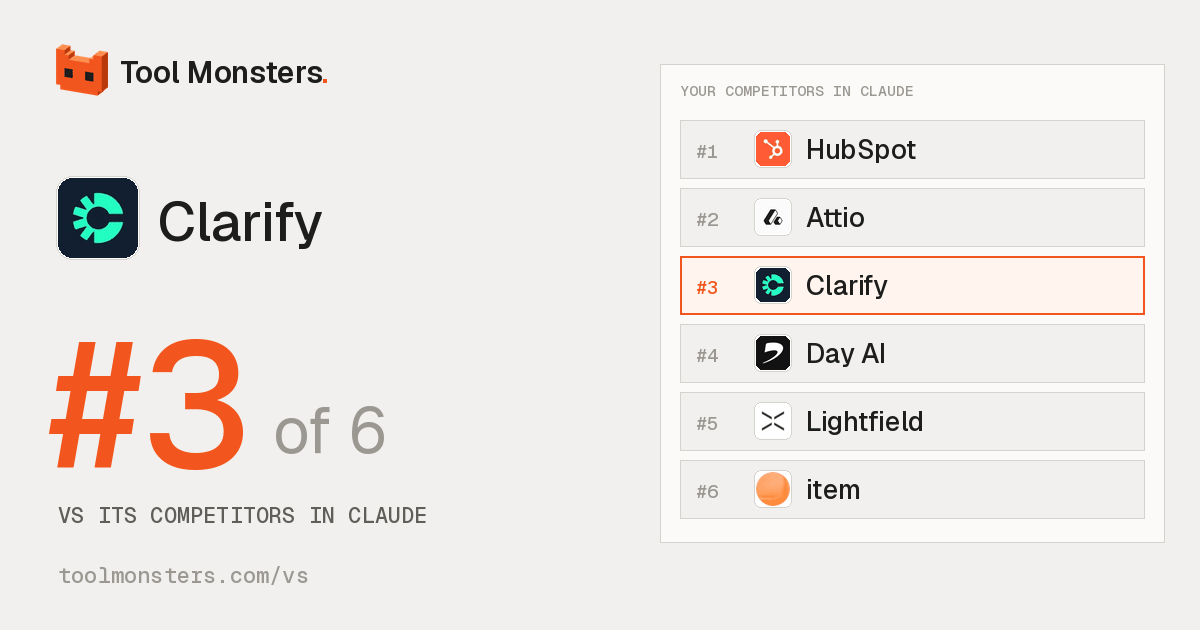 Tool Monsters.
Clarify
#3 of 6
VS ITS COMPETITORS IN CLAUDE
toolmonsters.com/vs
YOUR COMPETITORS IN CLAUDE
#1 HubSpot
#2 Attio
#3 Clarify
#4 Day AI
#5 Lightfield
#6 item